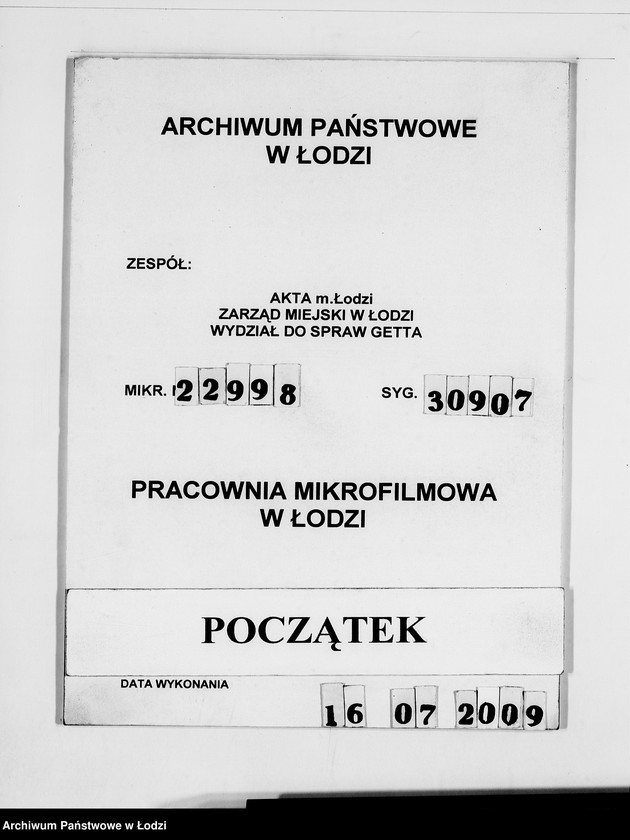 ARCHIWUM PAŃSTWOWE
W ŁODZI
ZESPÓŁ:
AKTA m.Łodzi
ZARZĄD MIEJSKI W ŁODZI
WYDZIAŁ DO SPRAW GETTA
MIKR. 22998 SYG. 30907
PRACOWNIA MIKROFILMOWA
W ŁODZI
POCZĄTEK
DATA WYKONANIA
16 07 2009
Archiwum Państwowe w Łodzi